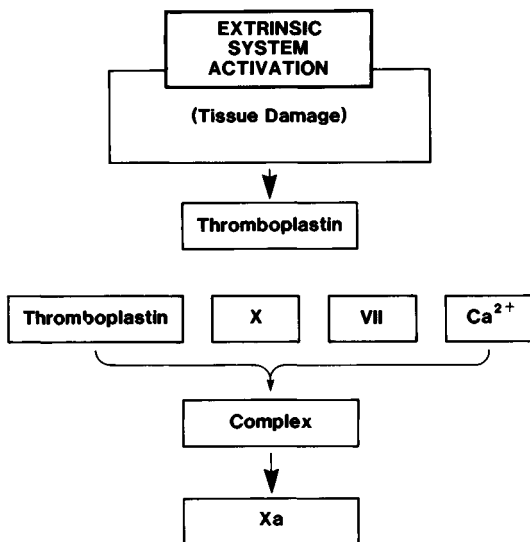 EXTRINSIC
SYSTEM
ACTIVATION
(Tissue Damage)
Thromboplastin
Thromboplastin
X
VII
Ca²⁺
Complex
Xa